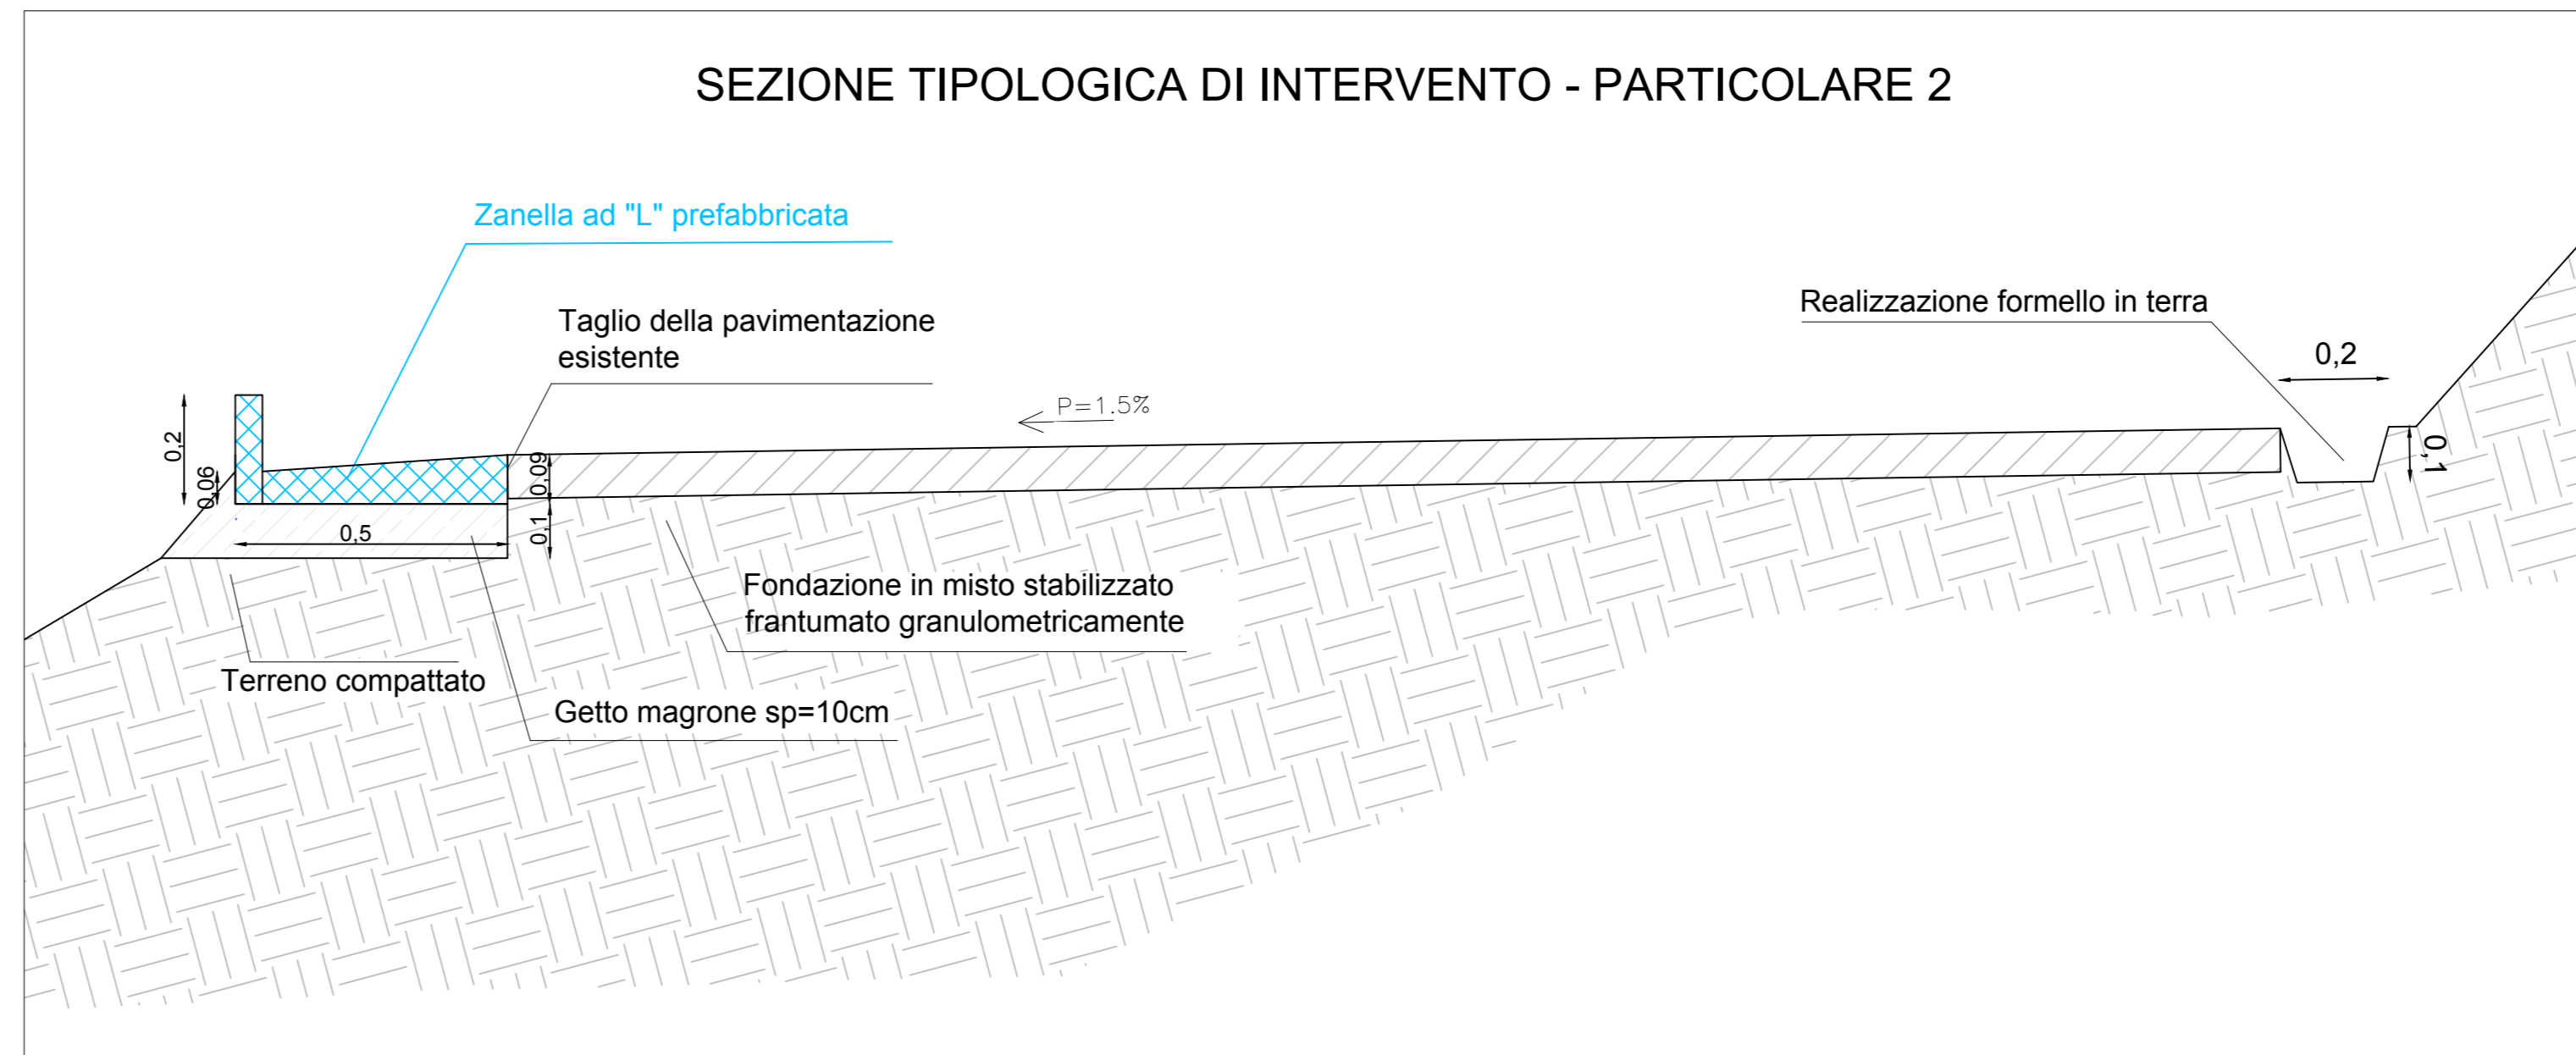 SEZIONE TIPOLOGICA DI INTERVENTO - PARTICOLARE 2
Zanella ad "L" prefabbricata
Taglio della pavimentazione
esistente
Realizzazione formello in terra
0,2
P=1.5%
0,2
0,06
0,09
0,1
0,5
0,1
Fondazione in misto stabilizzato
frantumato granulometricamente
Terreno compattato
Getto magrone sp=10cm